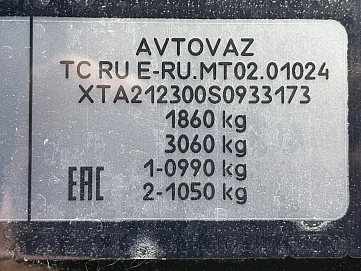 AVTOVAZ
TC RU E-RU.MT02.01024
XTA212300S0933173
1860 kg
3060 kg
1-0990 kg
2-1050 kg
EAC